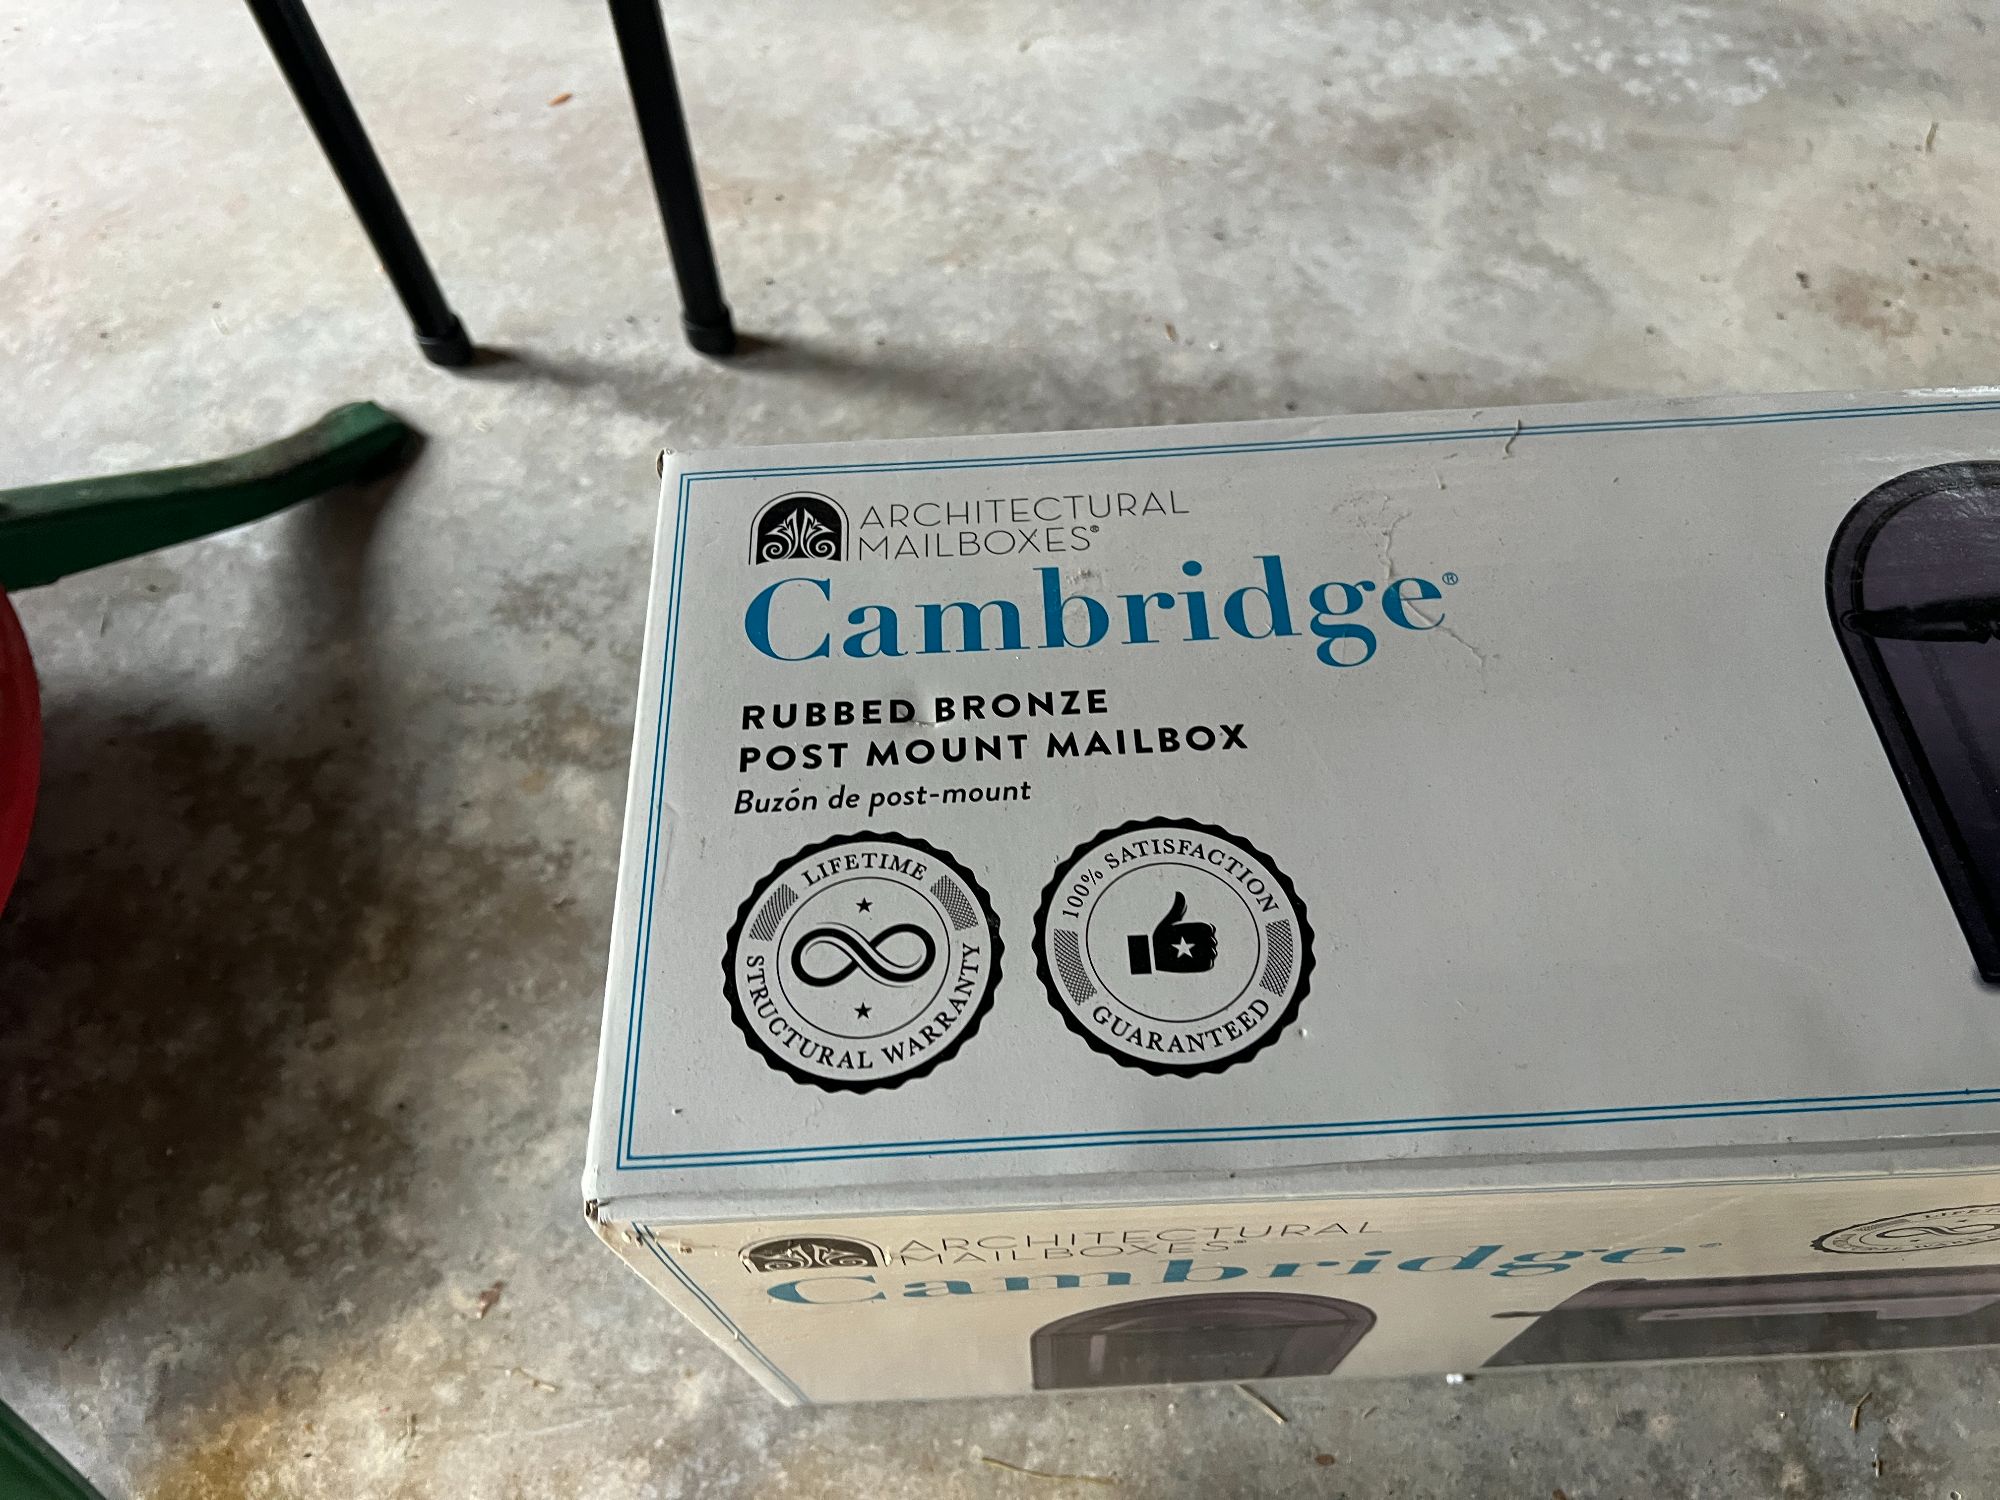 ARCHITECTURAL
MAILBOXES®
Cambridge®
RUBBED BRONZE
POST MOUNT MAILBOX
Buzón de post-mount
LIFETIME
STRUCTURAL WARRANTY
100% SATISFACTION
GUARANTEED
ARCHITECTURAL
MAILBOXES®
Cambridge®